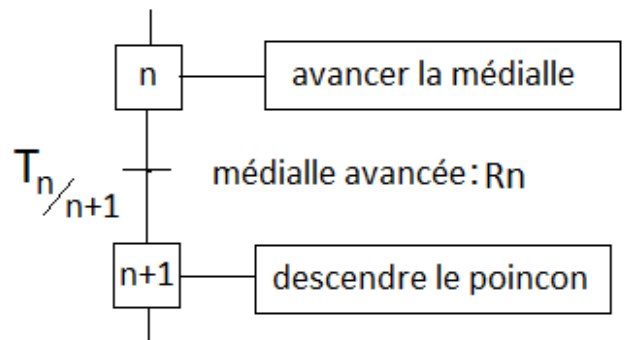 n
avancer la médialle
T n/n+1
médialle avancée: Rn
n+1
descendre le poincon